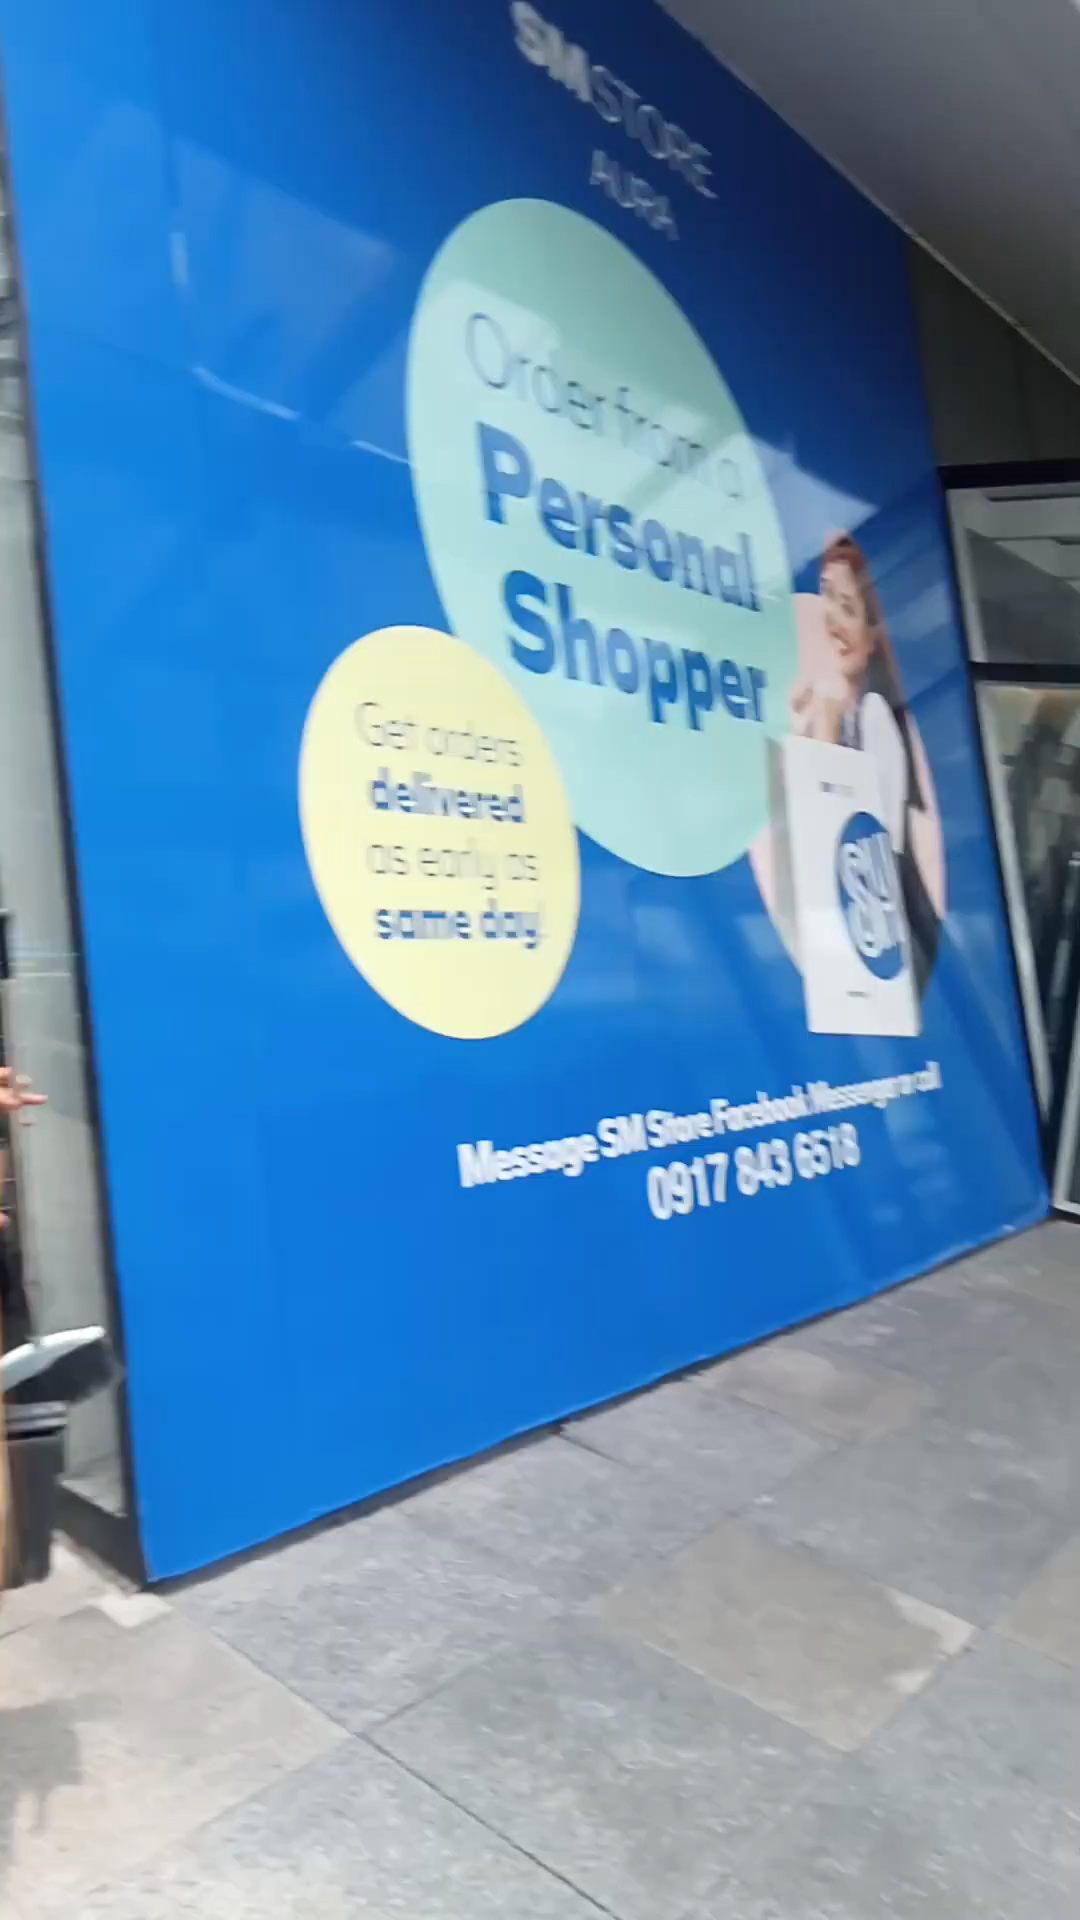 SM STORE
AURA
Order from a
Personal
Shopper
Get orders
delivered
as early as
same day!
SM
Message SM Store Facebook Messenger or call
0917 843 6518